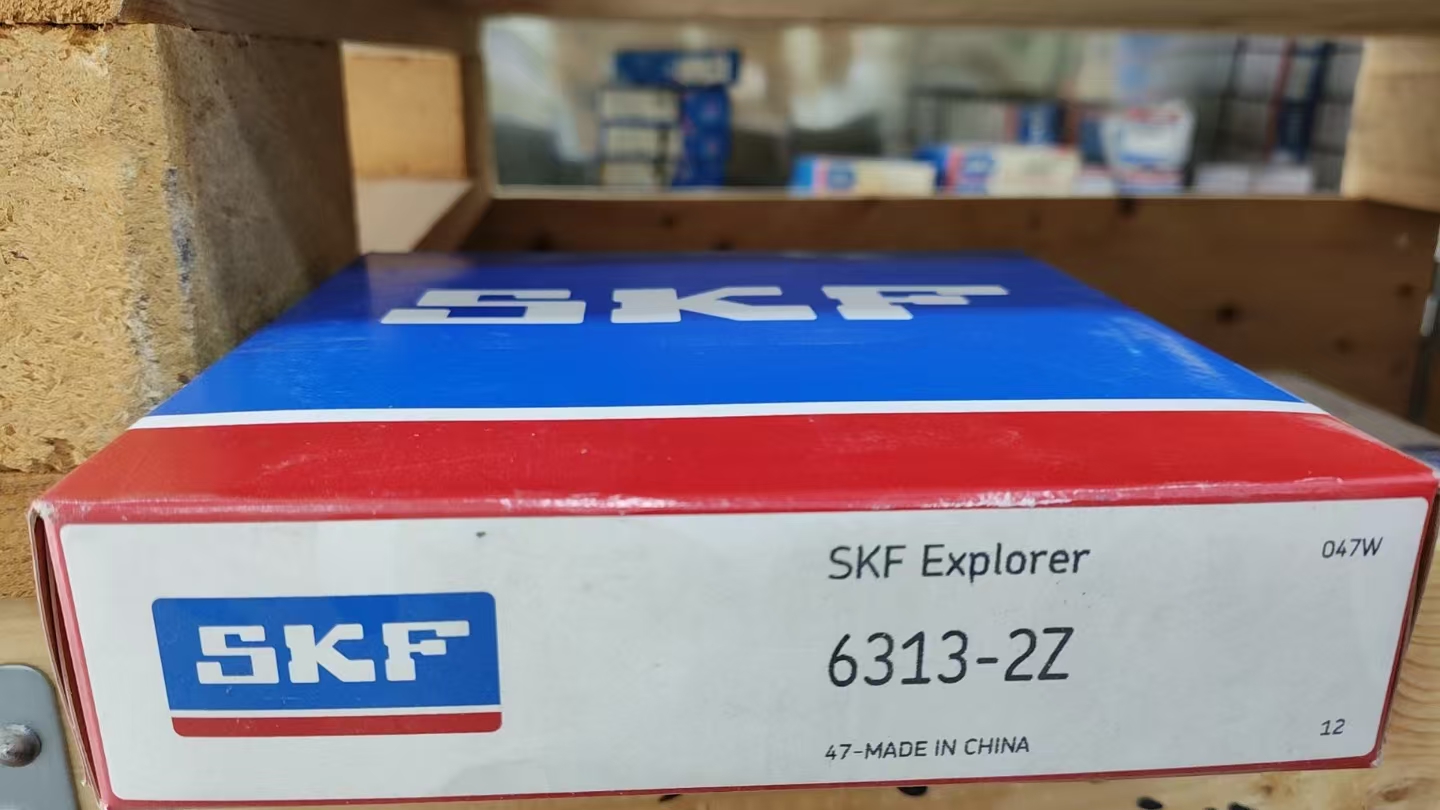 SKF
SKF Explorer
047W
SKF
6313-2Z
47-MADE IN CHINA
12